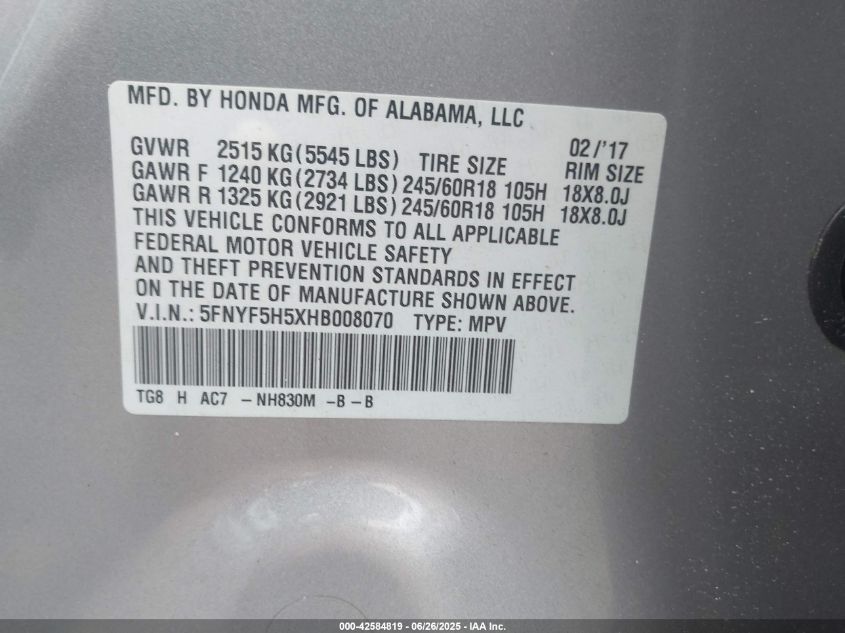 MFD. BY HONDA MFG. OF ALABAMA, LLC
02/'17
GVWR 2515 KG(5545 LBS) TIRE SIZE RIM SIZE
GAWR F 1240 KG(2734 LBS) 245/60R18 105H 18X8.0J
GAWR R 1325 KG(2921 LBS) 245/60R18 105H 18X8.0J
THIS VEHICLE CONFORMS TO ALL APPLICABLE
FEDERAL MOTOR VEHICLE SAFETY
AND THEFT PREVENTION STANDARDS IN EFFECT
ON THE DATE OF MANUFACTURE SHOWN ABOVE.
V.I.N.: 5FNYF5H5XHB008070 TYPE: MPV
TG8 H AC7 -NH830M -B-B
000-42584819 - 06/26/2025 - IAA Inc.